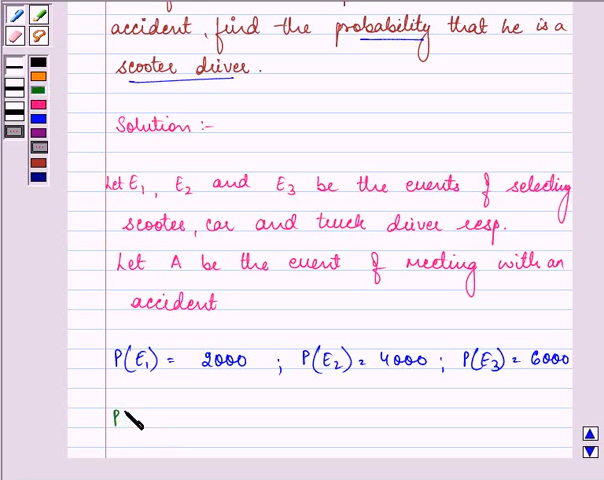 accident, find the probability that he is a
scooter driver.
Solution :-
Let E₁, E₂ and E₃ be the events of selecting
scooter, car and truck driver resp.
Let A be the event of meeting with an
accident
P(E₁) = 2000 ; P(E₂) = 4000 ; P(E₃) = 6000
P